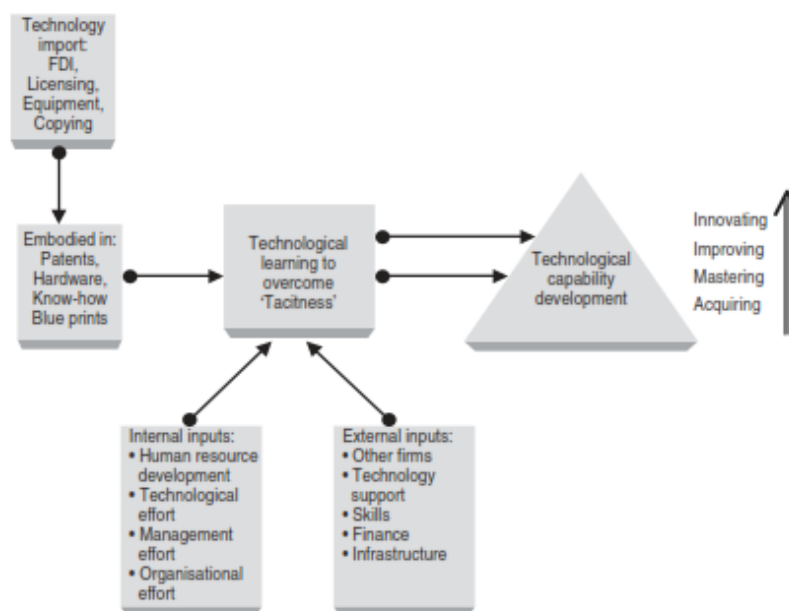 Technology
import:
FDI,
Licensing,
Equipment,
Copying
Embodied in:
Patents,
Hardware,
Know-how
Blue prints
Technological
learning to
overcome
‘Tacitness’
Technological
capability
development
Innovating
Improving
Mastering
Acquiring
Internal inputs:
• Human resource
development
• Technological
effort
• Management
effort
• Organisational
effort
External inputs:
• Other firms
• Technology
support
• Skills
• Finance
• Infrastructure